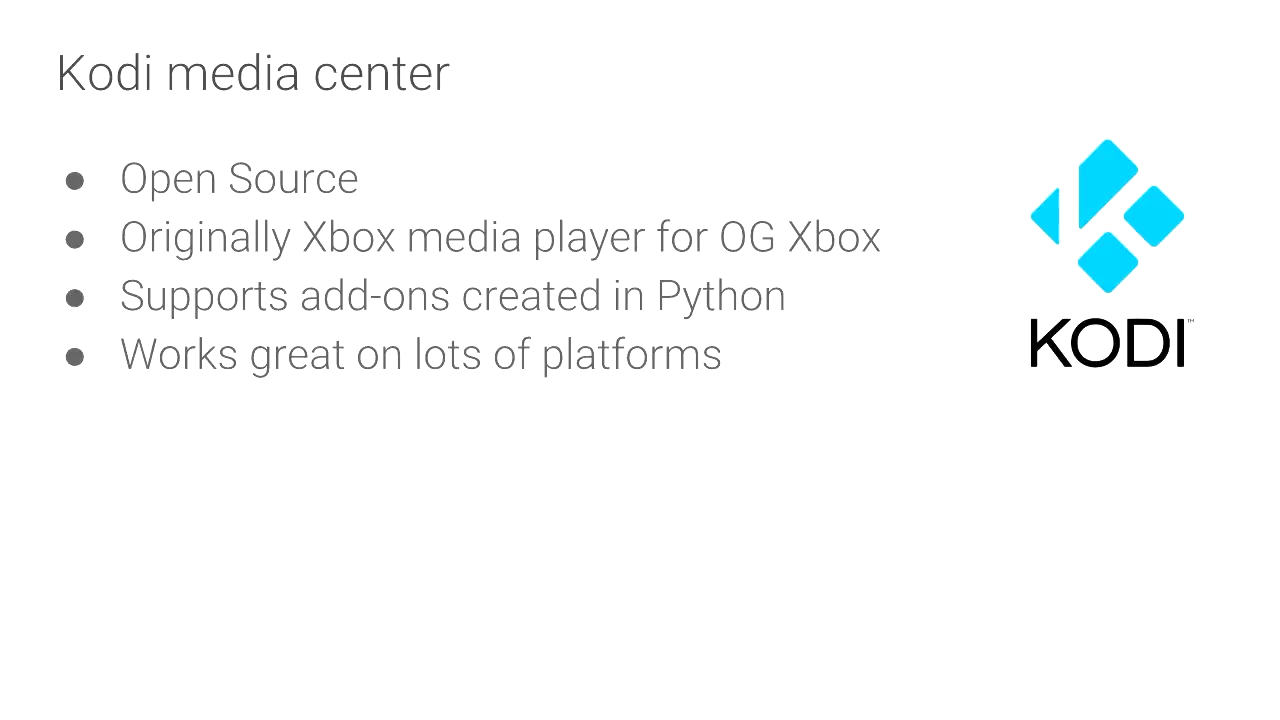 Kodi media center
● Open Source
● Originally Xbox media player for OG Xbox
● Supports add-ons created in Python
● Works great on lots of platforms
KODI™